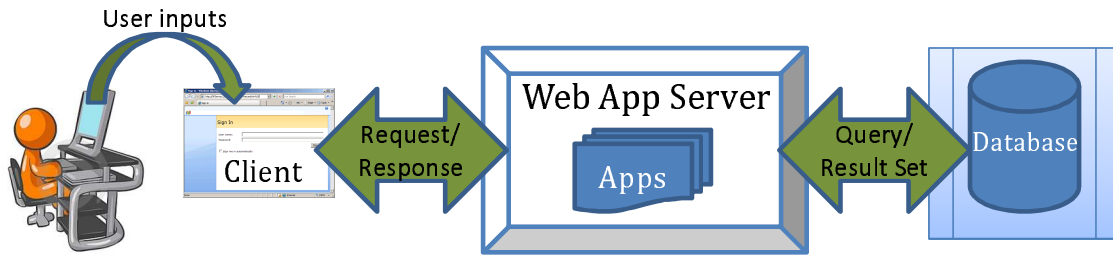 User inputs
Sign In
Client
Request/
Response
Web App Server
Apps
Query/
Result Set
Database